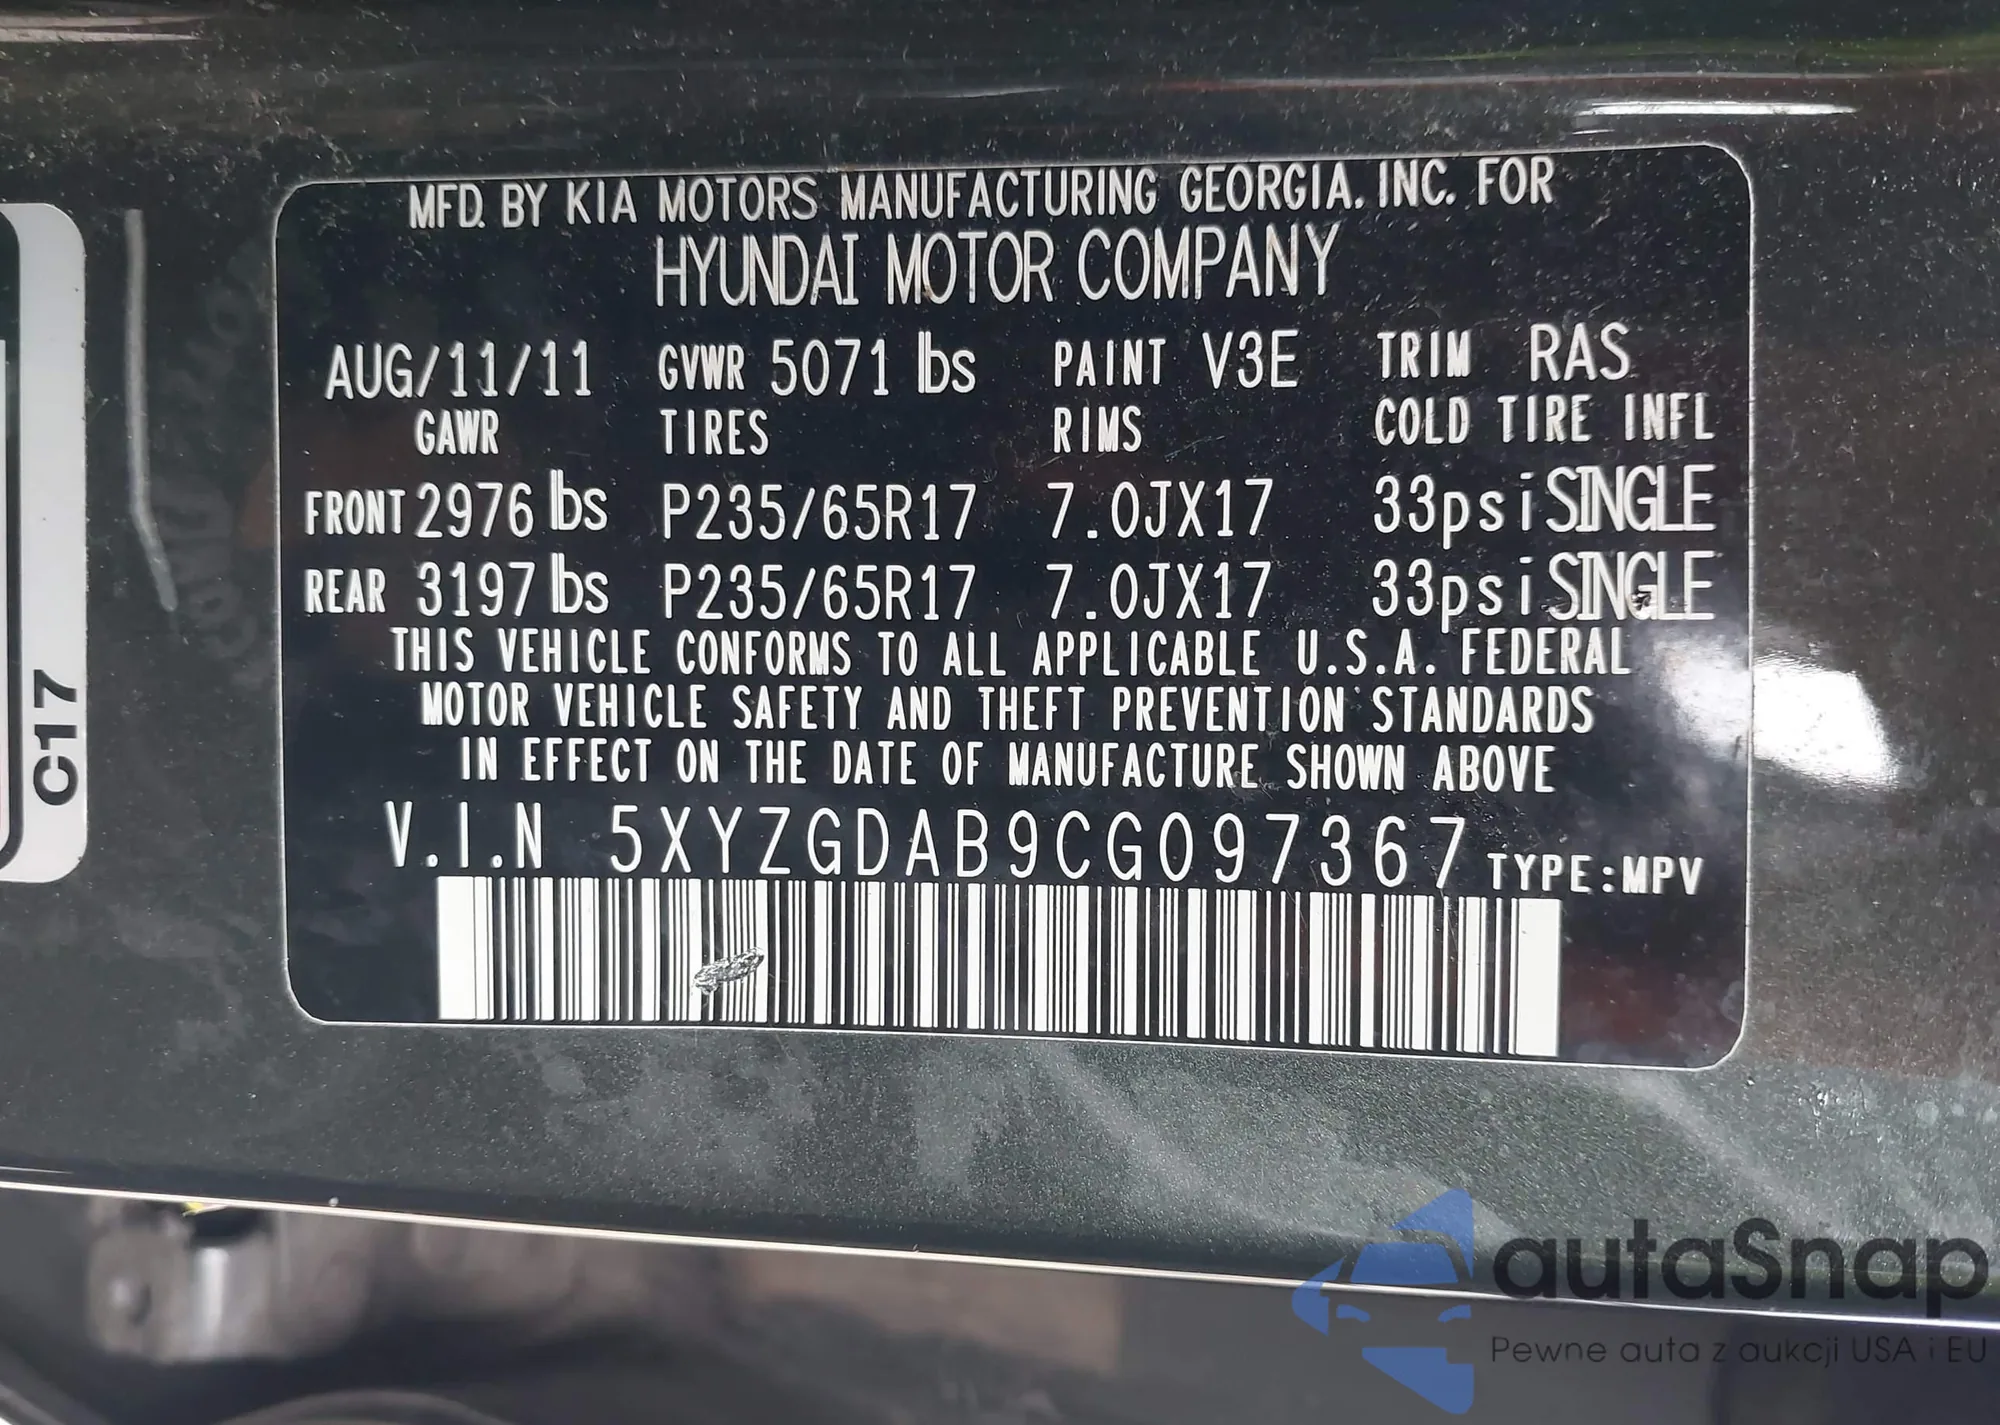 MFD. BY KIA MOTORS MANUFACTURING GEORGIA. INC. FOR
HYUNDAI MOTOR COMPANY
AUG/11/11 GVWR 5071 lbs PAINT V3E TRIM RAS
GAWR TIRES RIMS COLD TIRE INFL
FRONT 2976 lbs P235/65R17 7.0JX17 33psi SINGLE
REAR 3197 lbs P235/65R17 7.0JX17 33psi SINGLE
THIS VEHICLE CONFORMS TO ALL APPLICABLE U.S.A. FEDERAL
MOTOR VEHICLE SAFETY AND THEFT PREVENTION STANDARDS
IN EFFECT ON THE DATE OF MANUFACTURE SHOWN ABOVE
V.I.N 5XYZGDAB9CG097367 TYPE:MPV
C17
autaSnap
Pewne auta z aukcji USA i EU